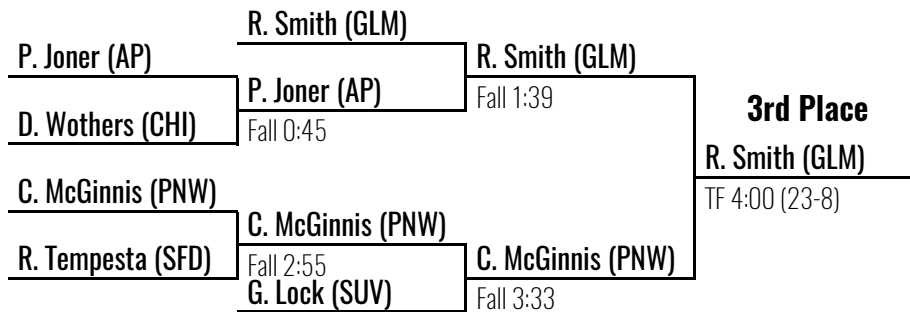 R. Smith (GLM)
P. Joner (AP)
R. Smith (GLM)
P. Joner (AP)
Fall 1:39
3rd Place
D. Wothers (CHI)
Fall 0:45
R. Smith (GLM)
C. McGinnis (PNW)
TF 4:00 (23-8)
C. McGinnis (PNW)
R. Tempesta (SFD)
Fall 2:55
C. McGinnis (PNW)
G. Lock (SUV)
Fall 3:33